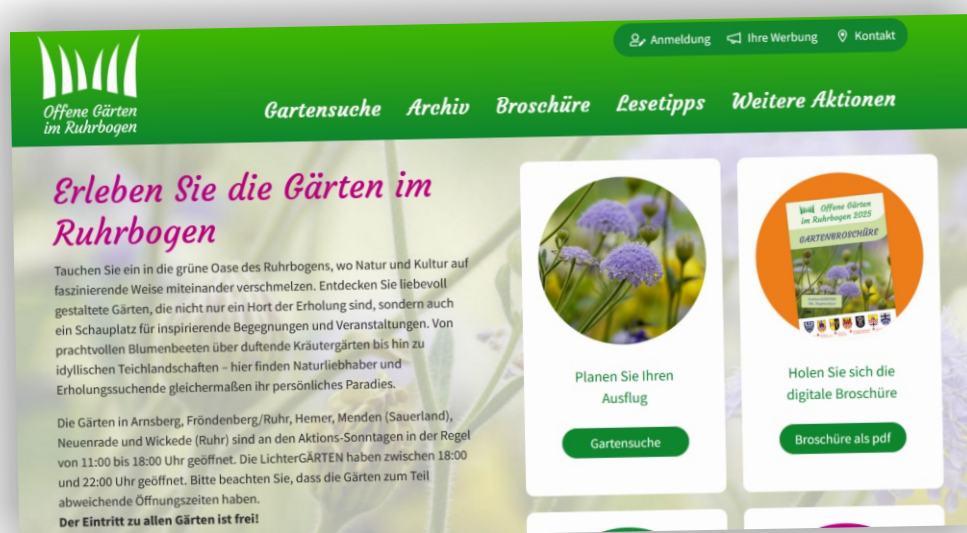 Anmeldung Ihre Werbung Kontakt
Offene Gärten
im Ruhrbogen
Gartensuche Archiv Broschüre Lesetipps Weitere Aktionen
Erleben Sie die Gärten im
Ruhrbogen
Tauchen Sie ein in die grüne Oase des Ruhrbogens, wo Natur und Kultur auf
faszinierende Weise miteinander verschmelzen. Entdecken Sie liebevoll
gestaltete Gärten, die nicht nur ein Hort der Erholung sind, sondern auch
ein Schauplatz für inspirierende Begegnungen und Veranstaltungen. Von
prachtvollen Blumenbeeten über duftende Kräutergärten bis hin zu
idyllischen Teichlandschaften – hier finden Naturliebhaber und
Erholungssuchende gleichermaßen ihr persönliches Paradies.
Die Gärten in Arnsberg, Fröndenberg/Ruhr, Hemer, Menden (Sauerland),
Neuenrade und Wickede (Ruhr) sind an den Aktions-Sonntagen in der Regel
von 11:00 bis 18:00 Uhr geöffnet. Die LichterGÄRTEN haben zwischen 18:00
und 22:00 Uhr geöffnet. Bitte beachten Sie, dass die Gärten zum Teil
abweichende Öffnungszeiten haben.
Der Eintritt zu allen Gärten ist frei!
Planen Sie Ihren
Ausflug
Gartensuche
Offene Gärten
im Ruhrbogen 2025
GARTENBROSCHÜRE
Holen Sie sich die
digitale Broschüre
Broschüre als pdf